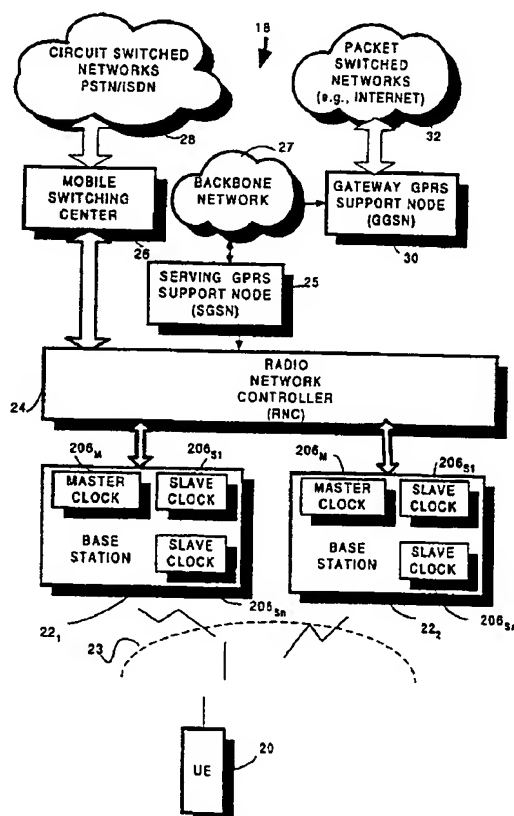 18
CIRCUIT SWITCHED
NETWORKS
PSTN/ISDN
28
PACKET
SWITCHED
NETWORKS
(e.g., INTERNET)
32
27
BACKBONE
NETWORK
MOBILE
SWITCHING
CENTER
26
GATEWAY GPRS
SUPPORT NODE
(GGSN)
30
SERVING GPRS
SUPPORT NODE
(SGSN)
25
RADIO
NETWORK
CONTROLLER
(RNC)
24
206M
206S1
MASTER
CLOCK
SLAVE
CLOCK
BASE
STATION
SLAVE
CLOCK
206Sn
22₁
206M
206S1
MASTER
CLOCK
SLAVE
CLOCK
BASE
STATION
SLAVE
CLOCK
22₂
23
UE
20